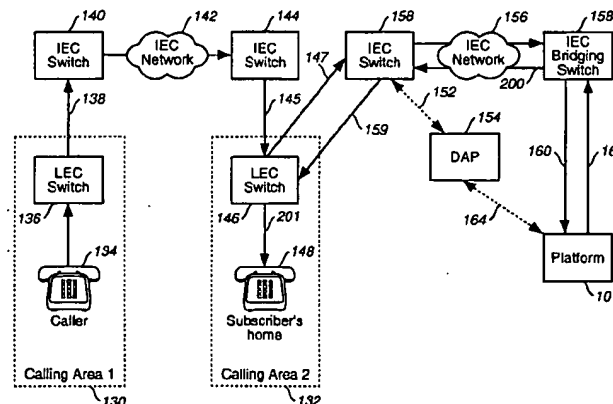 140
142
144
158
156
158
IEC
Switch
IEC
Network
IEC
Switch
IEC
Switch
IEC
Network
IEC
Bridging
Switch
147
200
138
145
152
154
159
160
16
LEC
Switch
LEC
Switch
DAP
136
146
201
164
134
148
Platform
10
Caller
Subscriber's
home
Calling Area 1
Calling Area 2
130
132